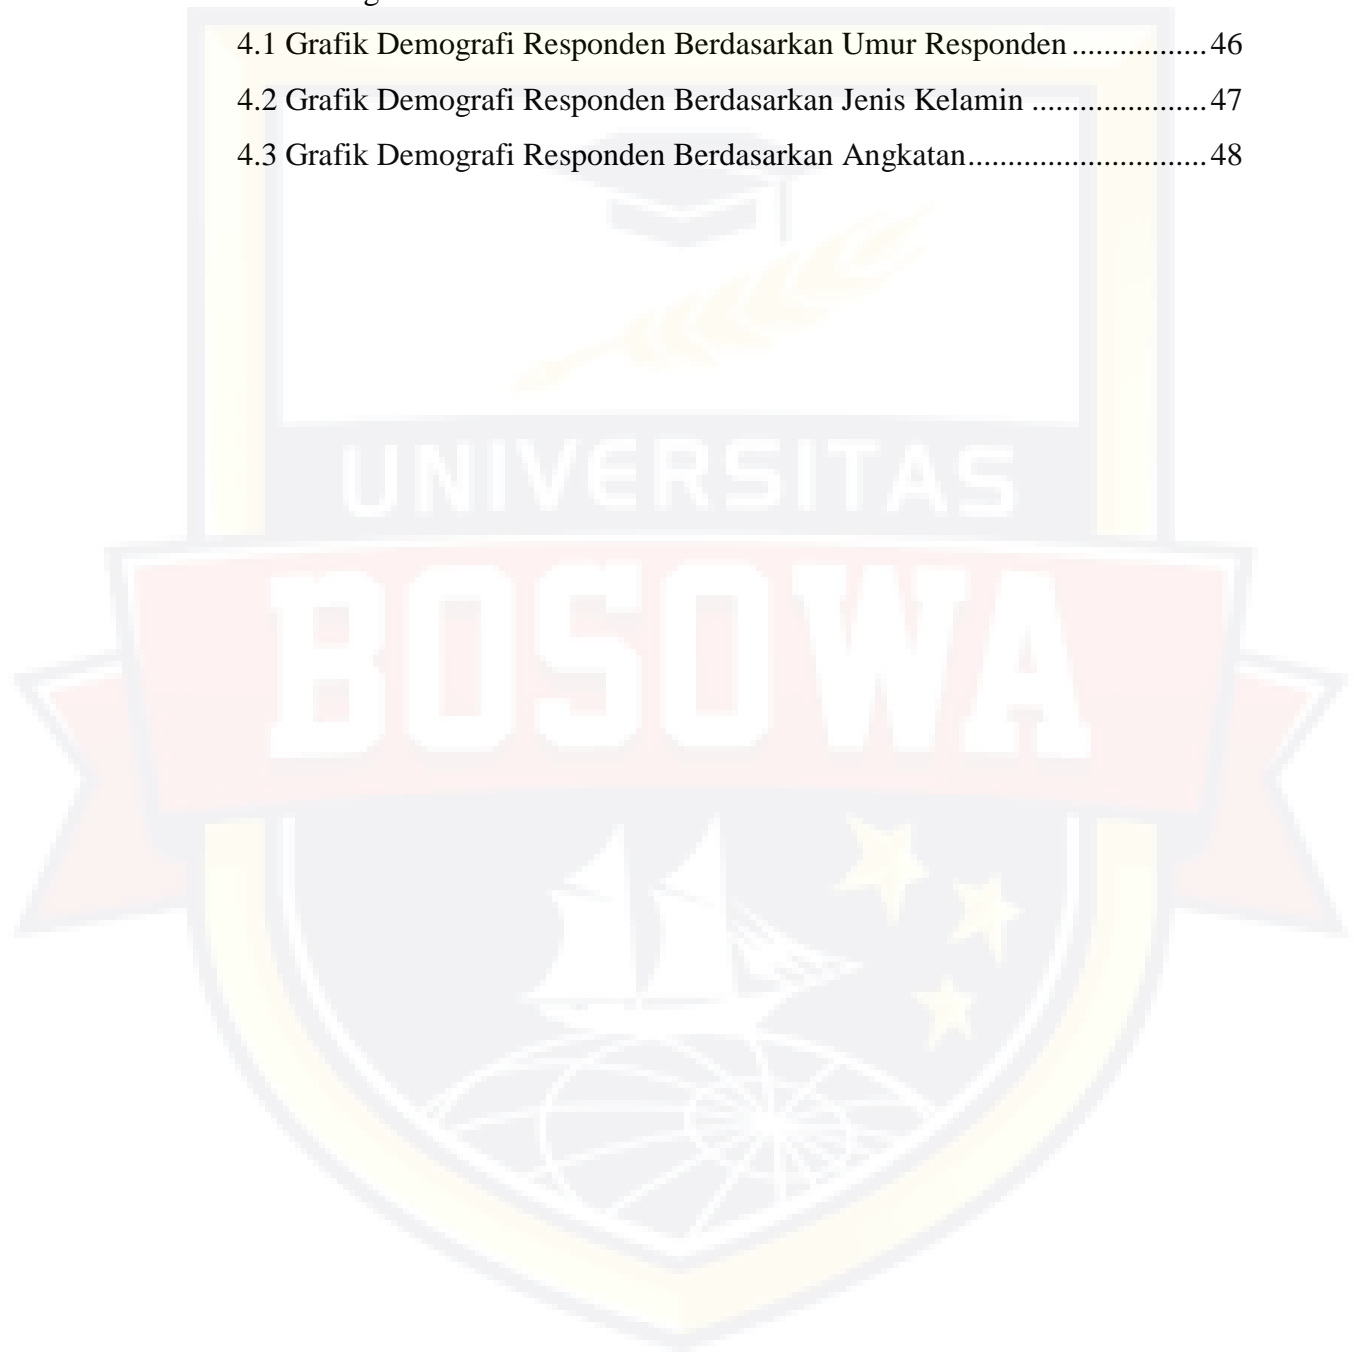 4.1 Grafik Demografi Responden Berdasarkan Umur Responden.................46
4.2 Grafik Demografi Responden Berdasarkan Jenis Kelamin ......................47
4.3 Grafik Demografi Responden Berdasarkan Angkatan..............................48
UNIVERSITAS
BOSOWA